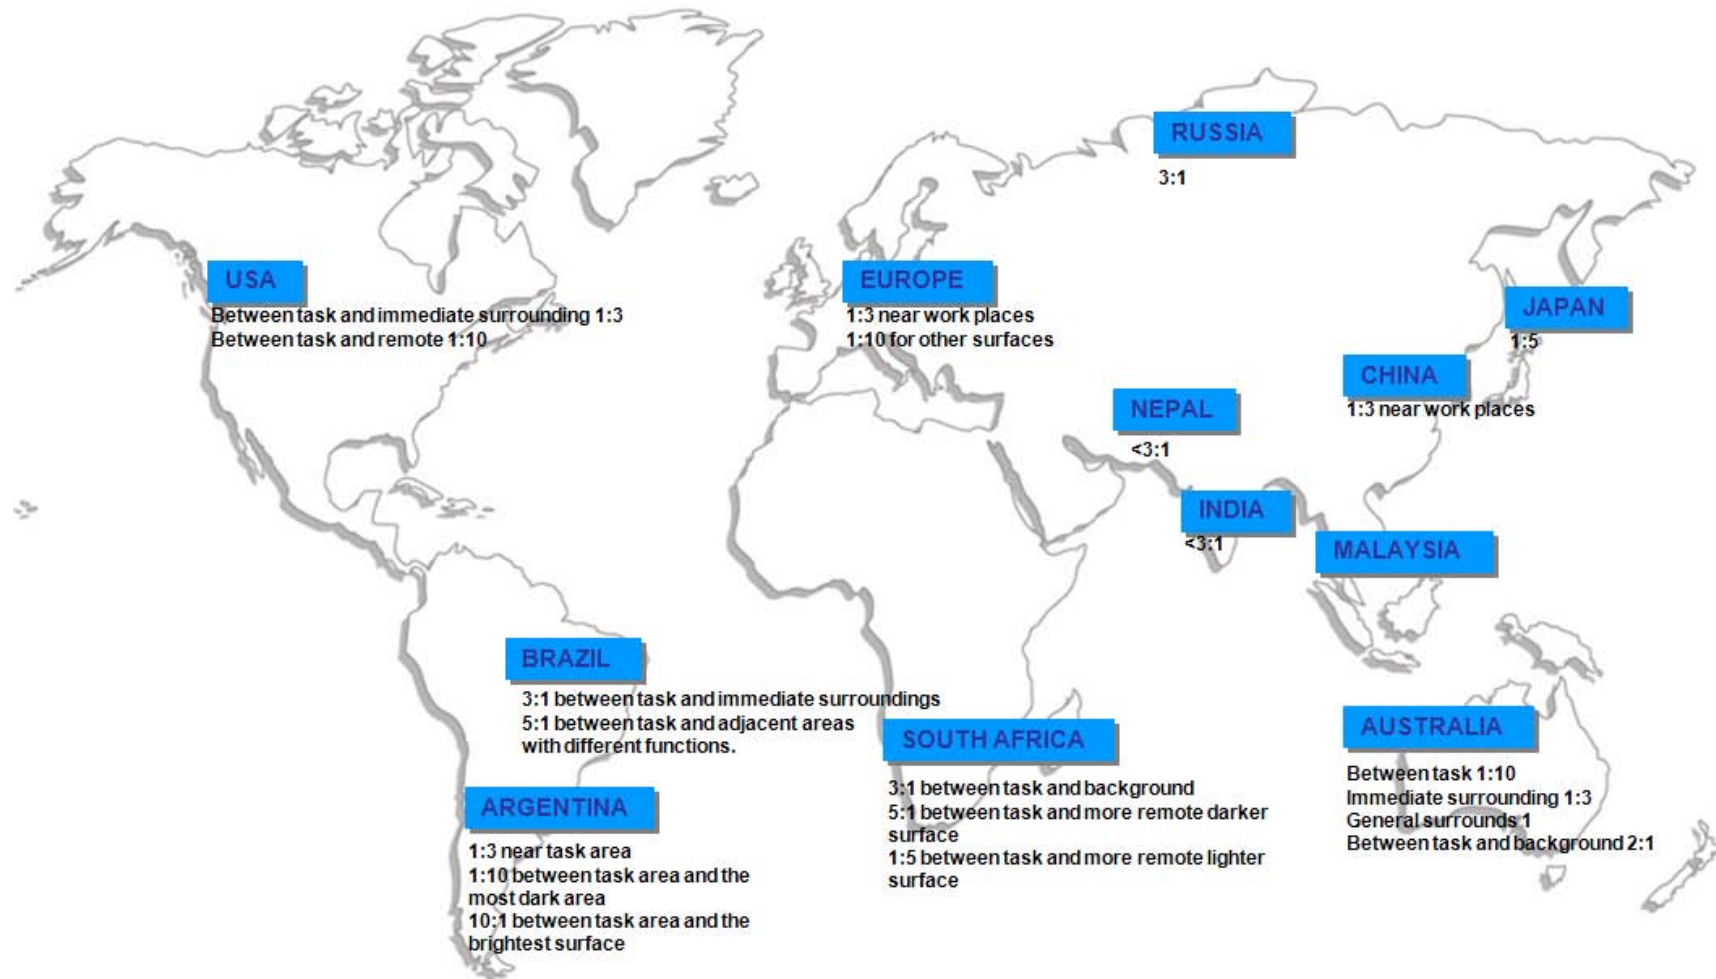 RUSSIA
3:1
USA
Between task and immediate surrounding 1:3
Between task and remote 1:10
EUROPE
1:3 near work places
1:10 for other surfaces
JAPAN
1:5
CHINA
1:3 near work places
NEPAL
<3:1
INDIA
<3:1
MALAYSIA
BRAZIL
3:1 between task and immediate surroundings
5:1 between task and adjacent areas
with different functions.
SOUTH AFRICA
3:1 between task and background
5:1 between task and more remote darker
surface
1:5 between task and more remote lighter
surface
AUSTRALIA
Between task 1:10
Immediate surrounding 1:3
General surrounds 1
Between task and background 2:1
ARGENTINA
1:3 near task area
1:10 between task area and the
most dark area
10:1 between task area and the
brightest surface